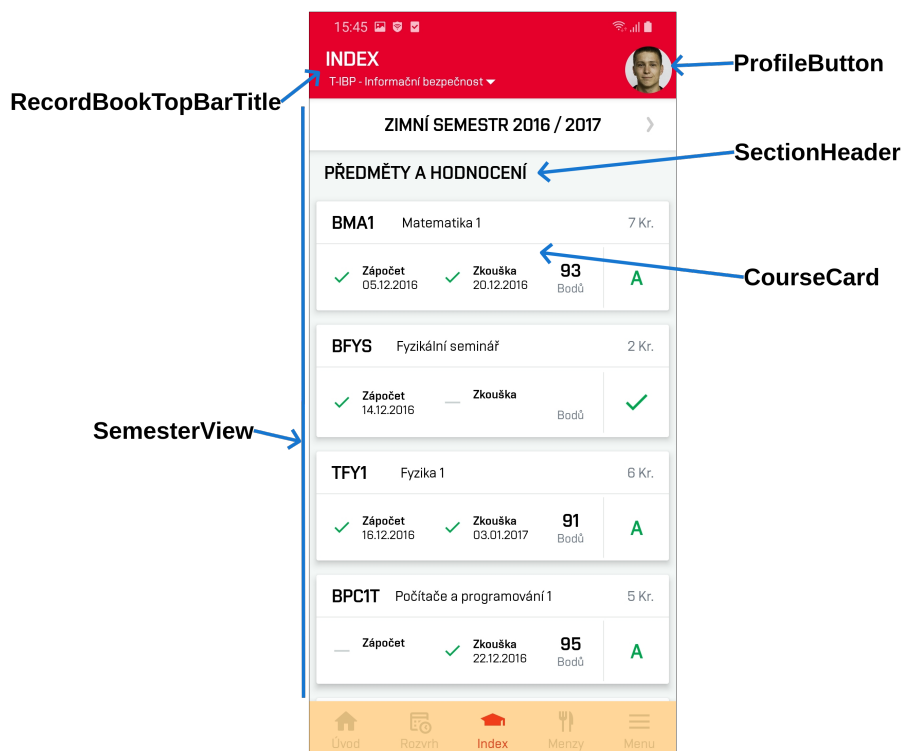 15:45
INDEX
T-IBP - Informační bezpečnost
ProfileButton
RecordBookTopBarTitle
ZIMNÍ SEMESTR 2016 / 2017
SectionHeader
PŘEDMĚTY A HODNOCENÍ
BMA1 Matematika 1 7 Kr.
Zápočet Zkouška 93
05.12.2016 20.12.2016 Bodů A
CourseCard
BFYS Fyzikální seminář 2 Kr.
Zápočet Zkouška
14.12.2016 Bodů
SemesterView
TFY1 Fyzika 1 6 Kr.
Zápočet Zkouška 91
16.12.2016 03.01.2017 Bodů A
BPC1T Počítače a programování 1 5 Kr.
Zápočet Zkouška 95
22.12.2016 Bodů A
Úvod Rozvrh Index Menzy Menu